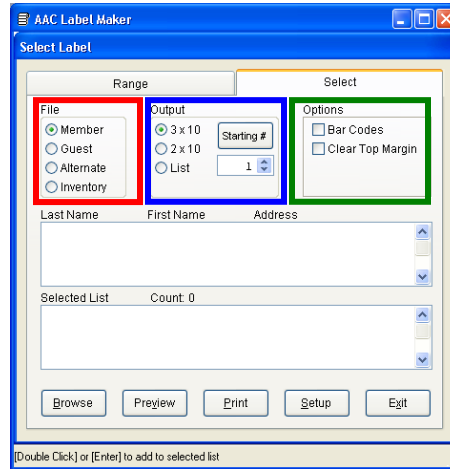 AAC Label Maker
Select Label
Range Select
File Output Options
Member 3 x 10 Starting # Bar Codes
Guest 2 x 10 Clear Top Margin
Alternate List 1
Inventory
Last Name First Name Address
Selected List Count: 0
Browse Preview Print Setup Exit
[Double Click] or [Enter] to add to selected list